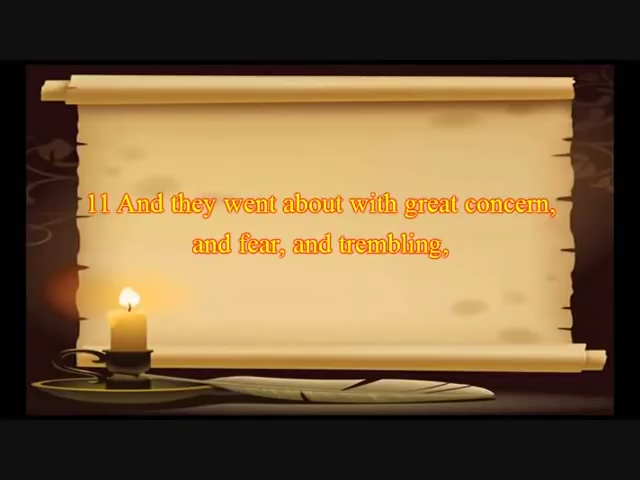 11 And they went about with great concern,
and fear, and trembling,